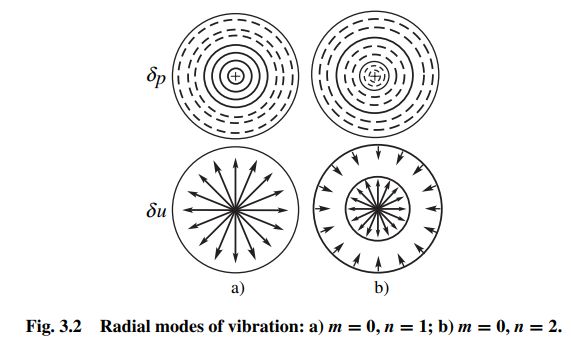 δp
δu
a)
b)
Fig. 3.2 Radial modes of vibration: a) m = 0, n = 1; b) m = 0, n = 2.